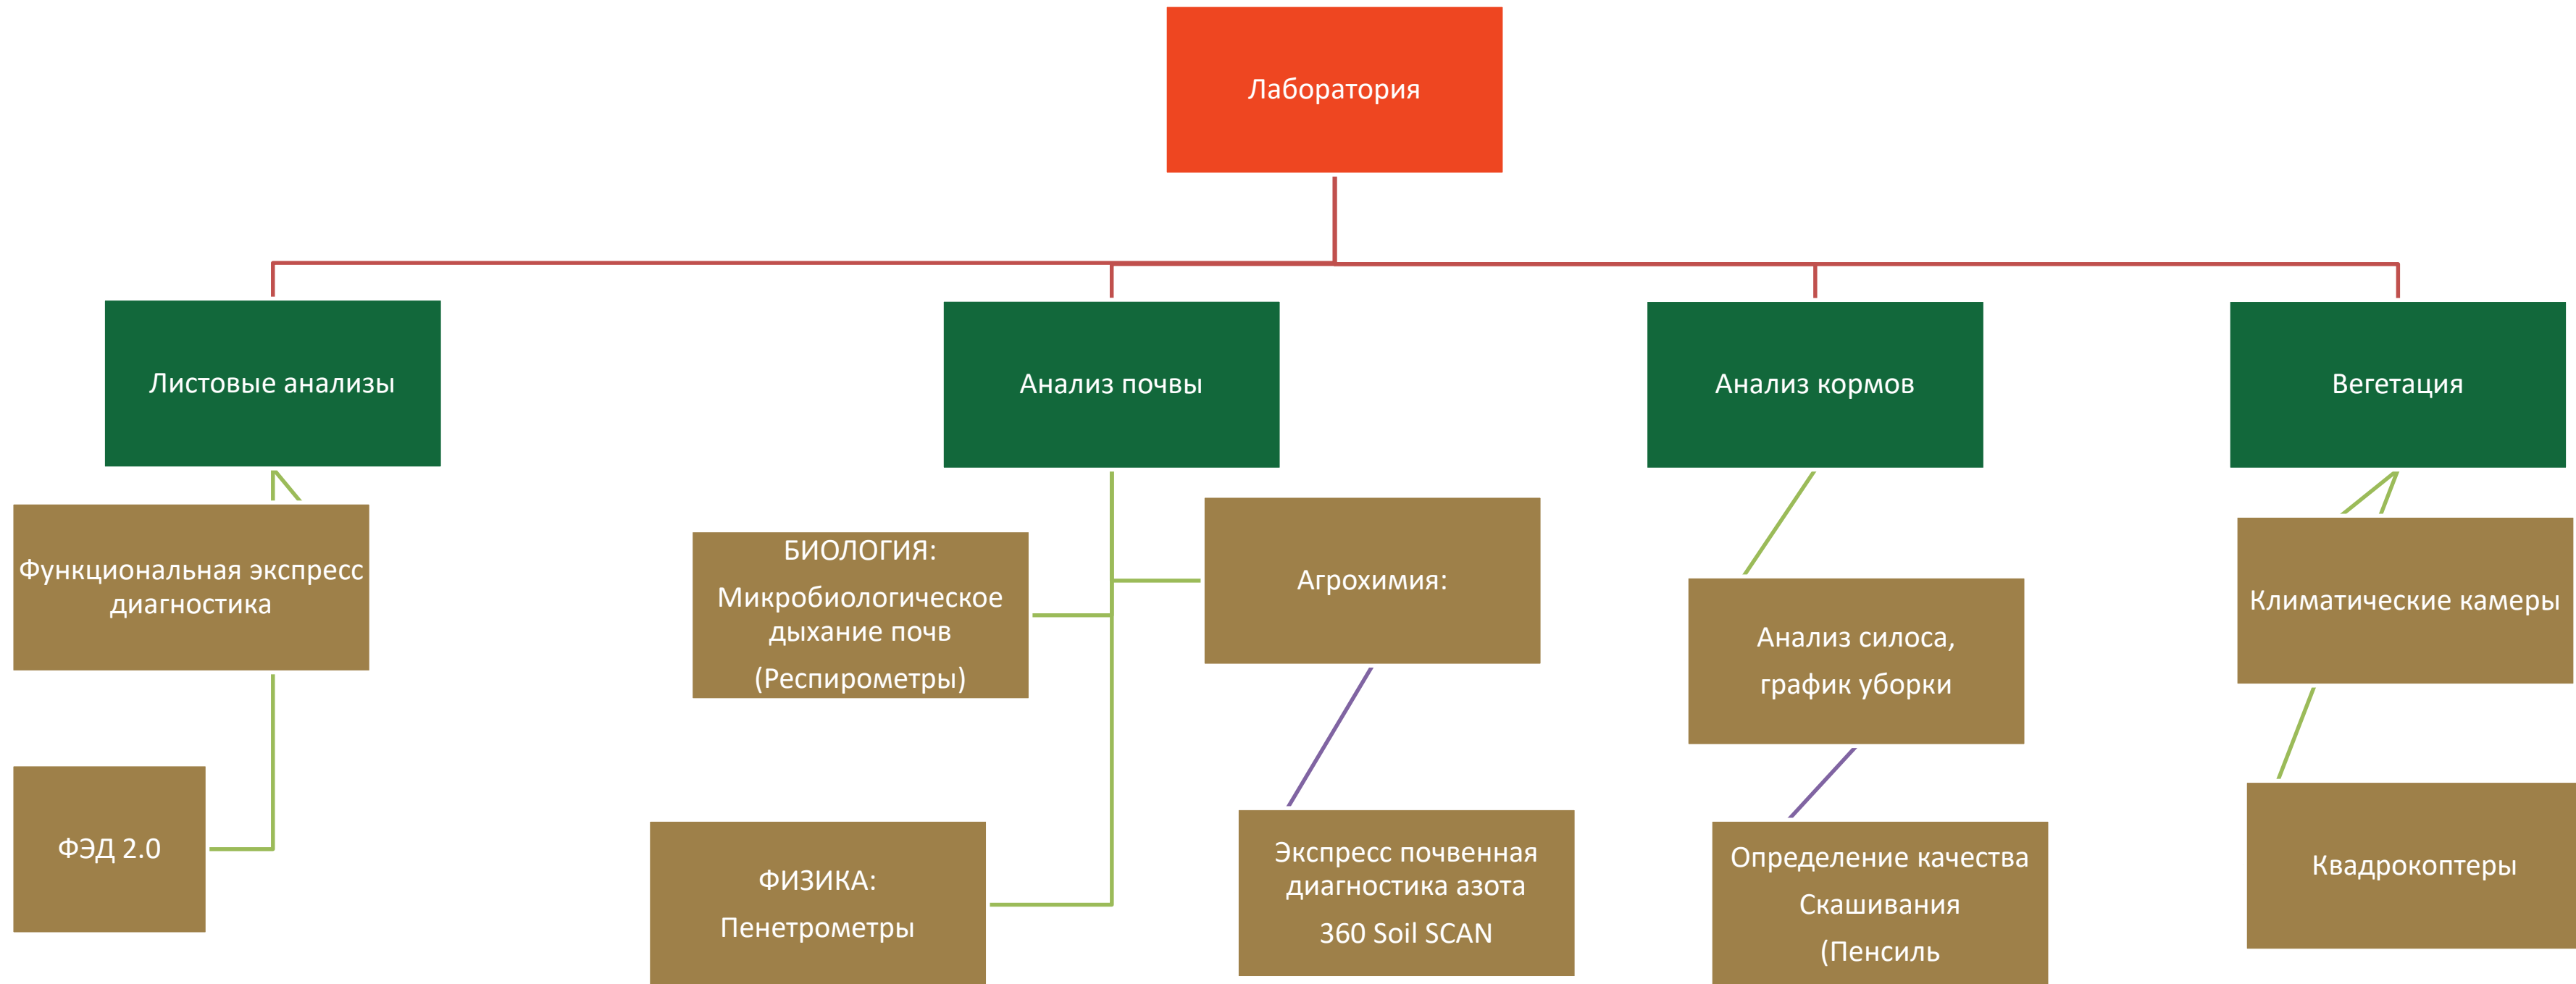 Лаборатория
Листовые анализы
Анализ почвы
Анализ кормов
Вегетация
Функциональная экспресс
диагностика
ФЭД 2.0
БИОЛОГИЯ:
Микробиологическое
дыхание почв
(Респирометры)
ФИЗИКА:
Пенетрометры
Агрохимия:
Экспресс почвенная
диагностика азота
360 Soil SCAN
Анализ силоса,
график уборки
Определение качества
Скашивания
(Пенсиль
Климатические камеры
Квадрокоптеры